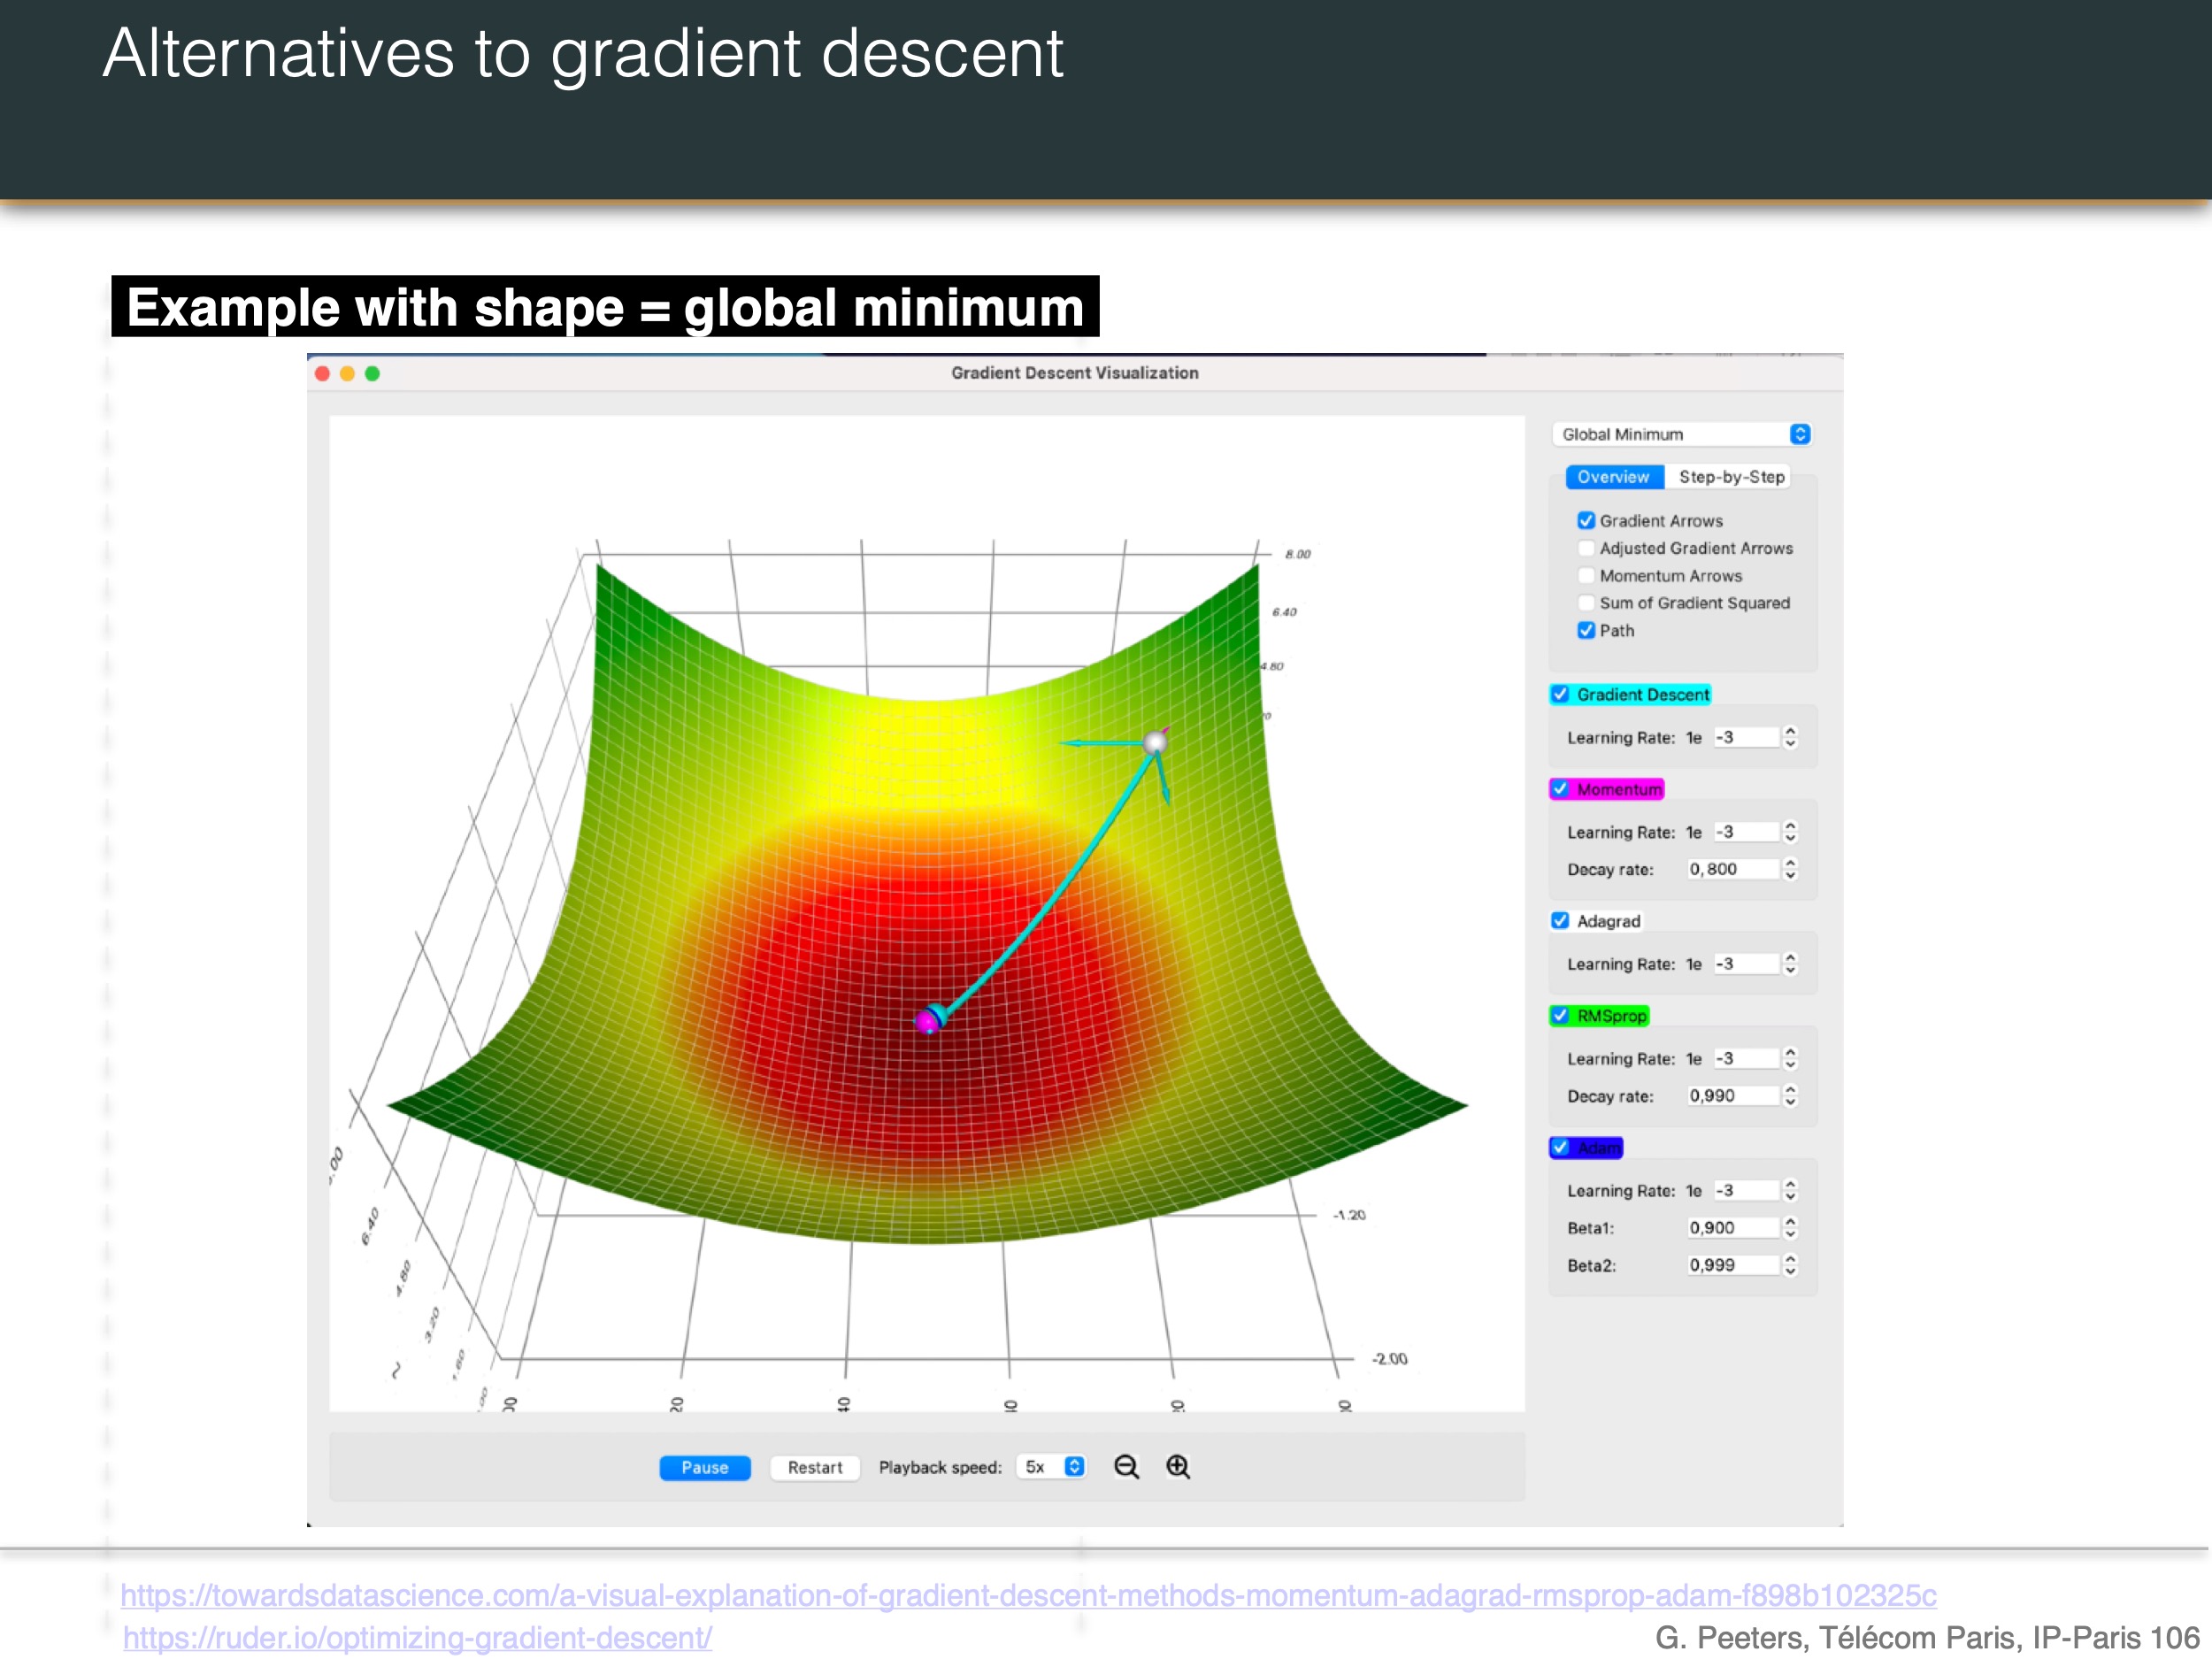 Alternatives to gradient descent
Example with shape = global minimum
Gradient Descent Visualization
Global Minimum
Overview Step-by-Step
Gradient Arrows
Adjusted Gradient Arrows
Momentum Arrows
Sum of Gradient Squared
Path
Gradient Descent
Learning Rate: 1e -3
Momentum
Learning Rate: 1e -3
Decay rate: 0,800
Adagrad
Learning Rate: 1e -3
RMSprop
Learning Rate: 1e -3
Decay rate: 0,990
Adam
Learning Rate: 1e -3
Beta1: 0,900
Beta2: 0,999
8.00
6.40
4.80
-1.20
-2.00
6.40
4.80
3.20
1.60
Pause Restart Playback speed: 5x
https://towardsdatascience.com/a-visual-explanation-of-gradient-descent-methods-momentum-adagrad-rmsprop-adam-f898b102325c
https://ruder.io/optimizing-gradient-descent/
G. Peeters, Télécom Paris, IP-Paris 106